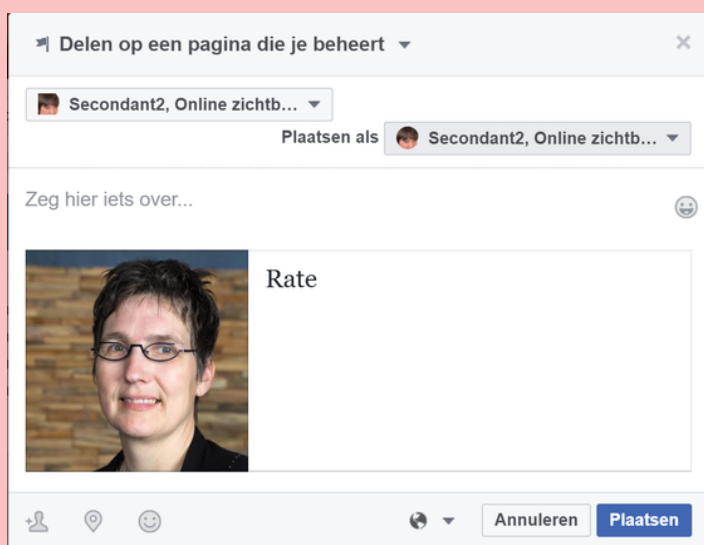 Delen op een pagina die je beheert
Secondant2, Online zichtb...
Plaatsen als Secondant2, Online zichtb...
Zeg hier iets over...
Rate
Annuleren Plaatsen